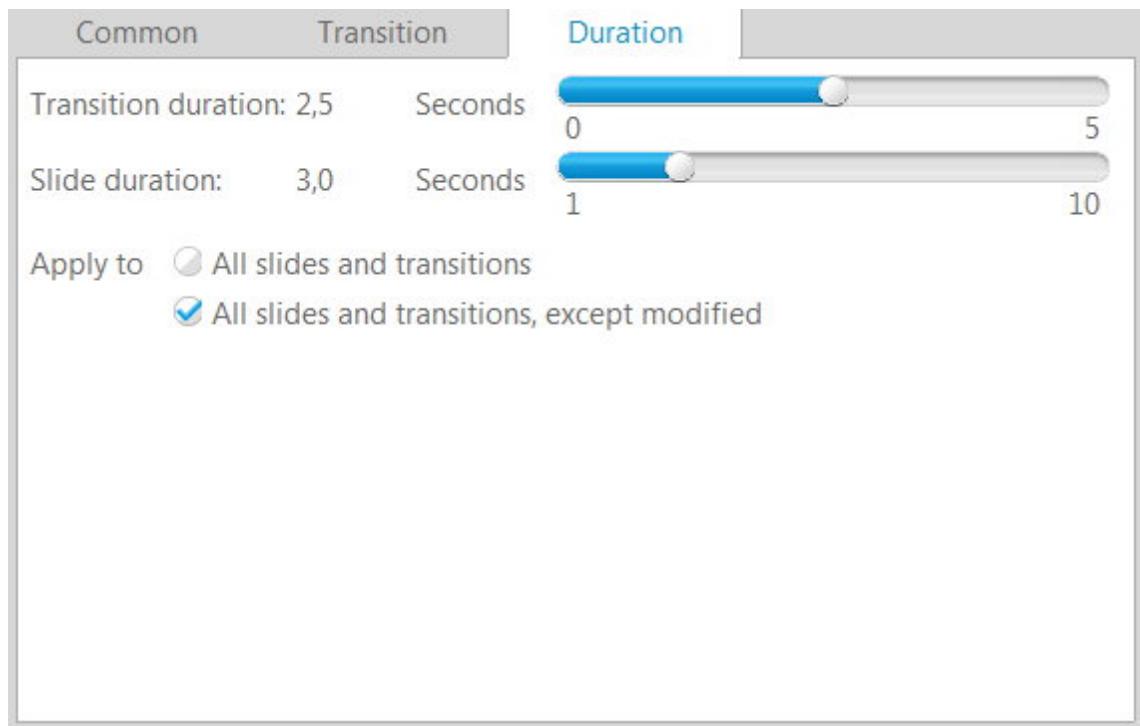 Common Transition Duration
Transition duration: 2,5 Seconds
0 5
Slide duration: 3,0 Seconds
1 10
Apply to All slides and transitions
All slides and transitions, except modified